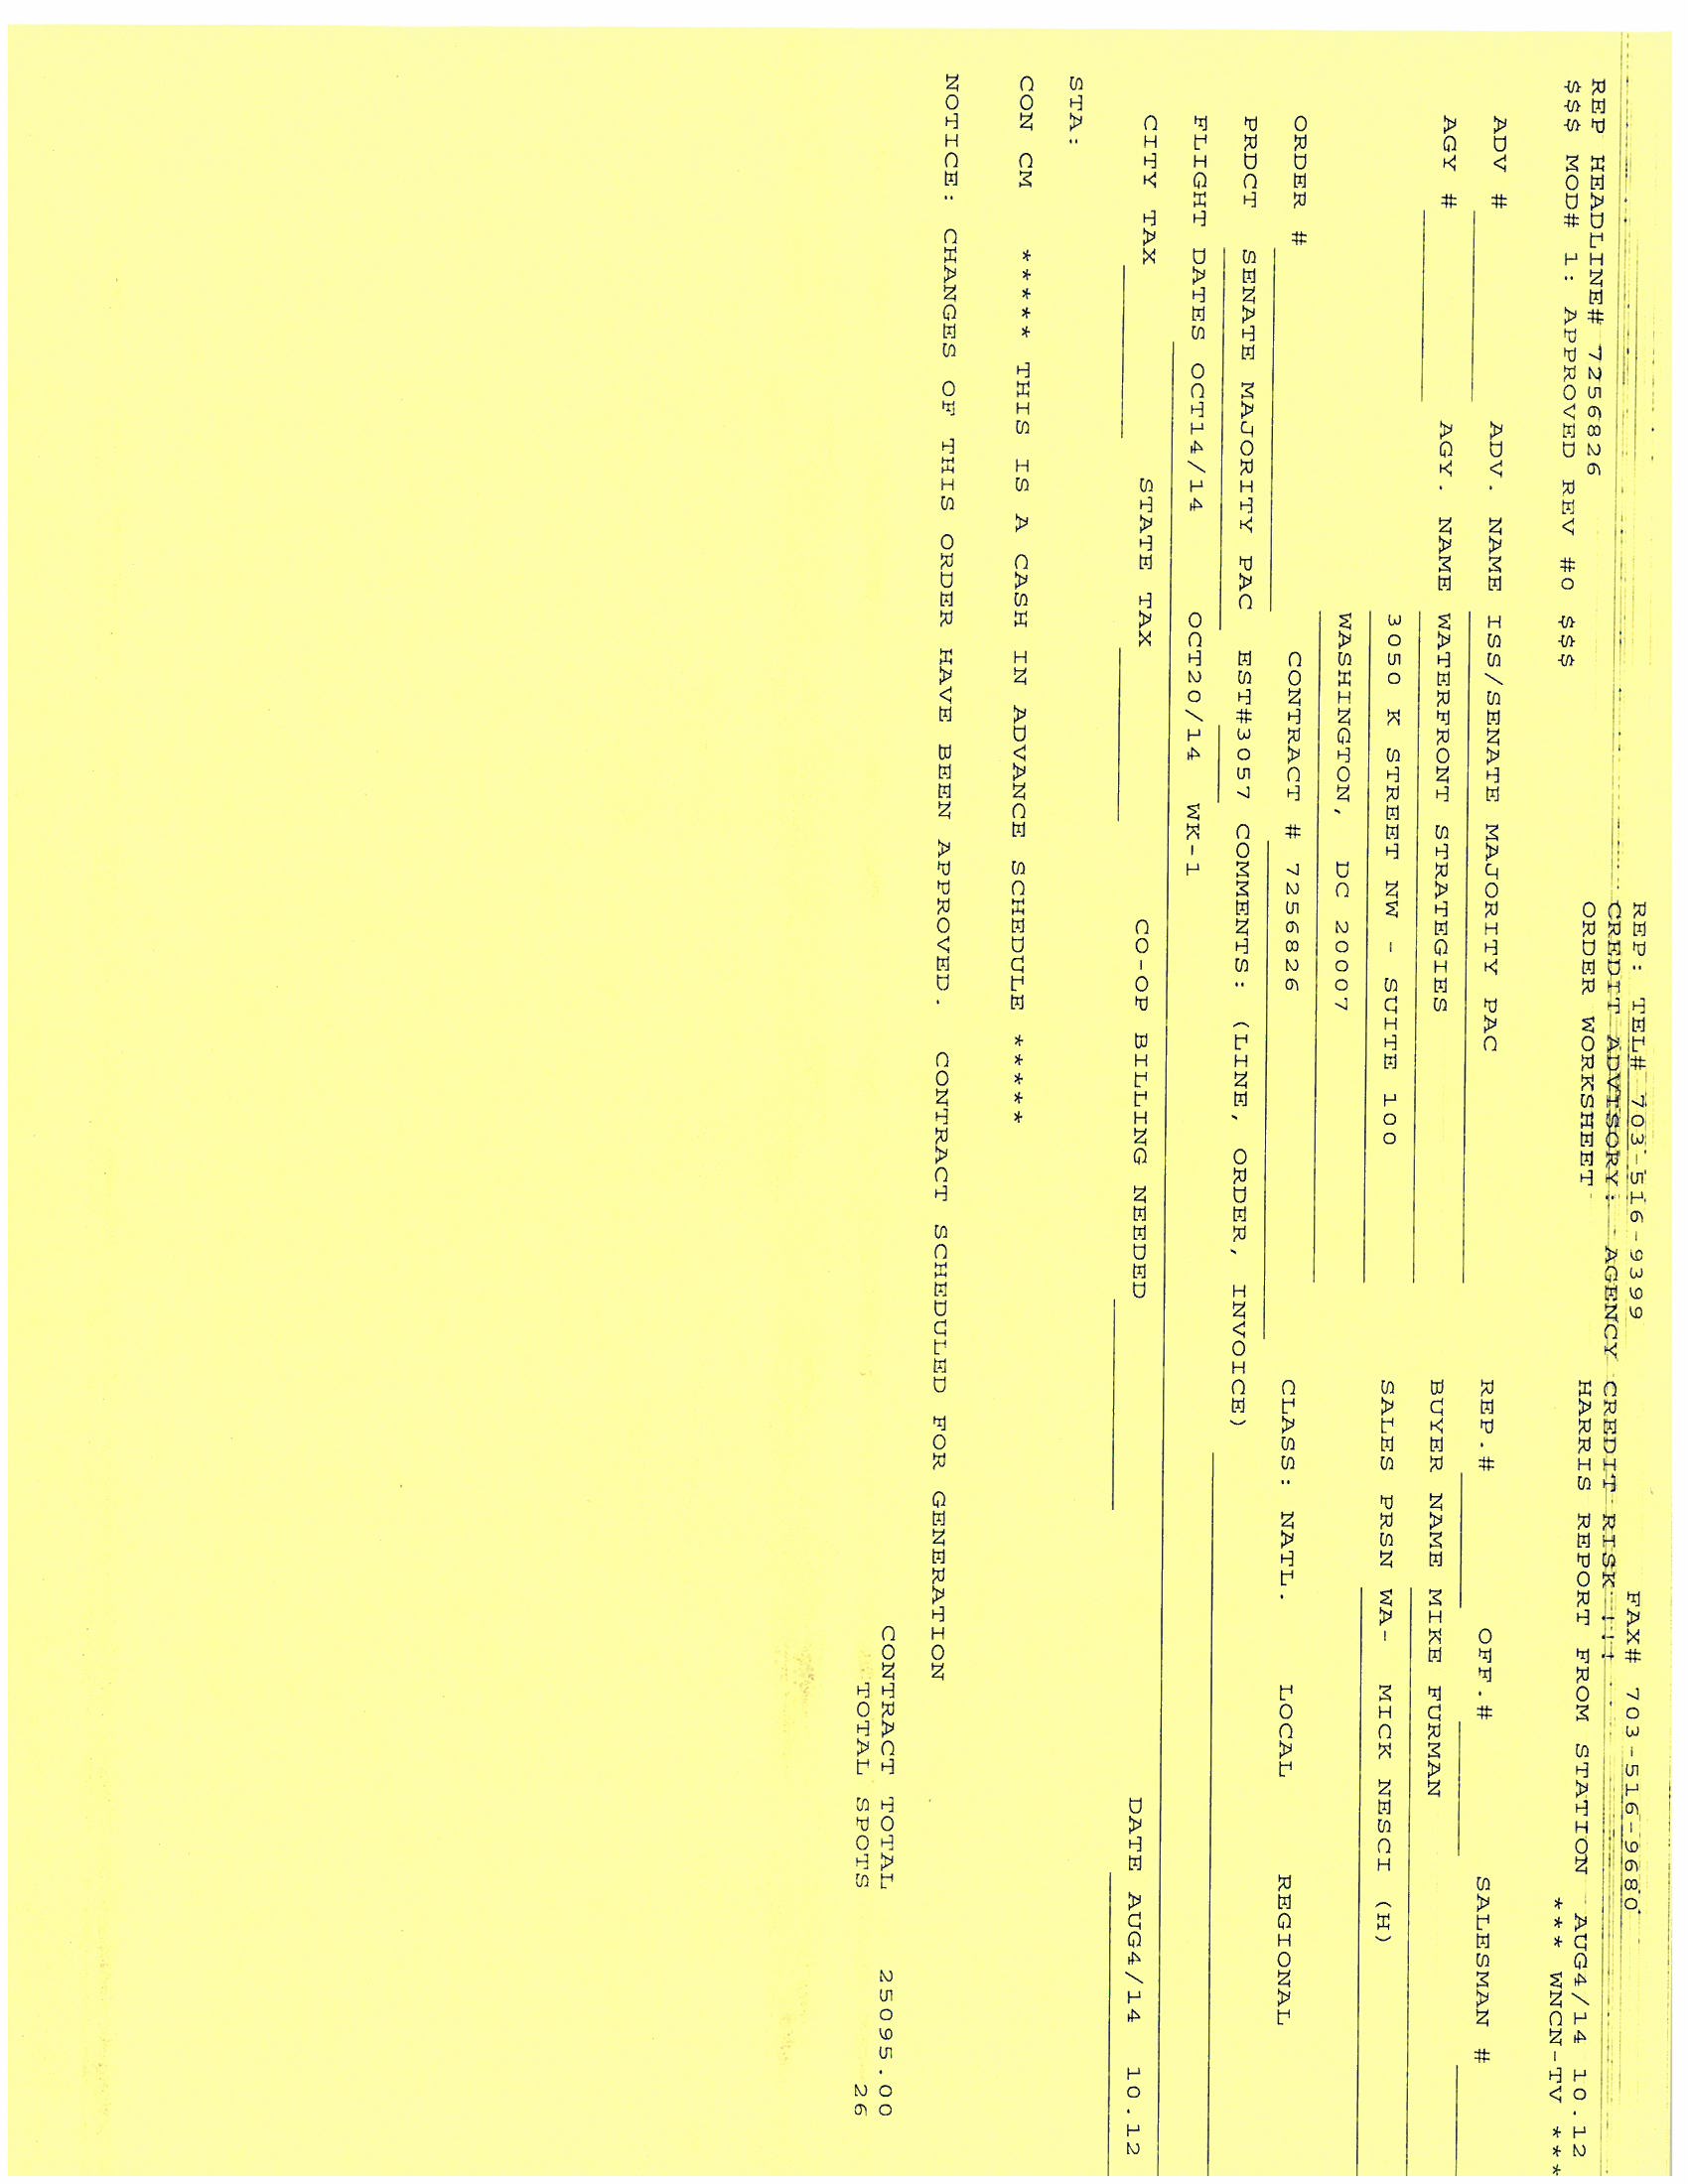 REP: TEL# 703-516-9399 FAX# 703-516-9680
CREDIT ADVISORY: AGENCY CREDIT RISK !!!
REP HEADLINE# 7256826 ORDER WORKSHEET HARRIS REPORT FROM STATION AUG4/14 10.12
$$$ MOD# 1: APPROVED REV #0 $$$ *** WNCN-TV ***
ADV # ADV. NAME ISS/SENATE MAJORITY PAC REP.# OFF.# SALESMAN #
AGY # AGY. NAME WATERFRONT STRATEGIES BUYER NAME MIKE FURMAN
3050 K STREET NW - SUITE 100 SALES PRSN WA- MICK NESCI (H)
WASHINGTON, DC 20007
ORDER # CONTRACT # 7256826 CLASS: NATL. LOCAL REGIONAL
PRDCT SENATE MAJORITY PAC EST#3057 COMMENTS: (LINE, ORDER, INVOICE)
FLIGHT DATES OCT14/14 OCT20/14 WK-1
CITY TAX STATE TAX CO-OP BILLING NEEDED DATE AUG4/14 10.12
STA:
CON CM ***** THIS IS A CASH IN ADVANCE SCHEDULE *****
NOTICE: CHANGES OF THIS ORDER HAVE BEEN APPROVED. CONTRACT SCHEDULED FOR GENERATION
CONTRACT TOTAL 25095.00
TOTAL SPOTS 26